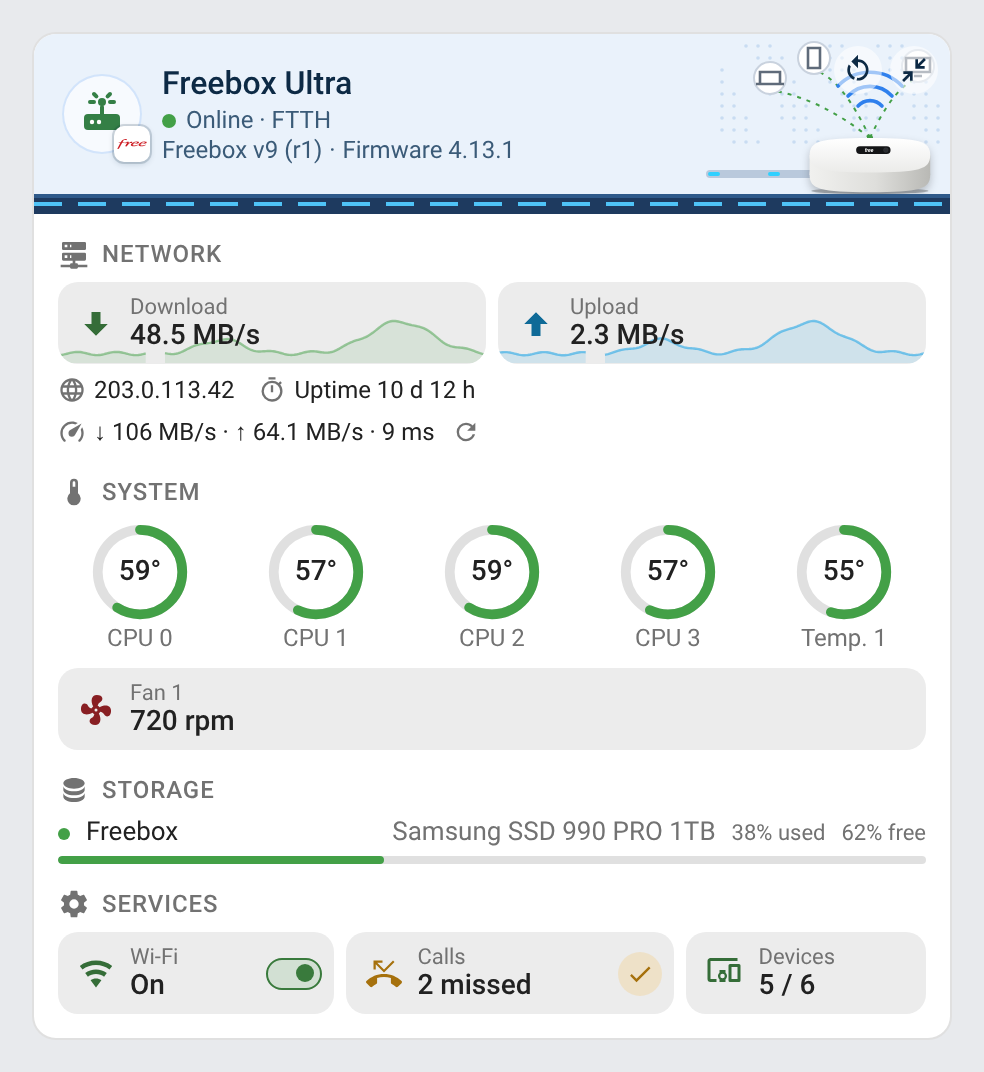 Freebox Ultra
Online · FTTH
free
Freebox v9 (r1) · Firmware 4.13.1
free
NETWORK
Download
48.5 MB/s
Upload
2.3 MB/s
203.0.113.42 Uptime 10 d 12 h
↓ 106 MB/s · ↑ 64.1 MB/s · 9 ms
SYSTEM
59° 57° 59° 57° 55°
CPU 0 CPU 1 CPU 2 CPU 3 Temp. 1
Fan 1
720 rpm
STORAGE
Freebox Samsung SSD 990 PRO 1TB 38% used 62% free
SERVICES
Wi-Fi
On
Calls
2 missed
Devices
5 / 6